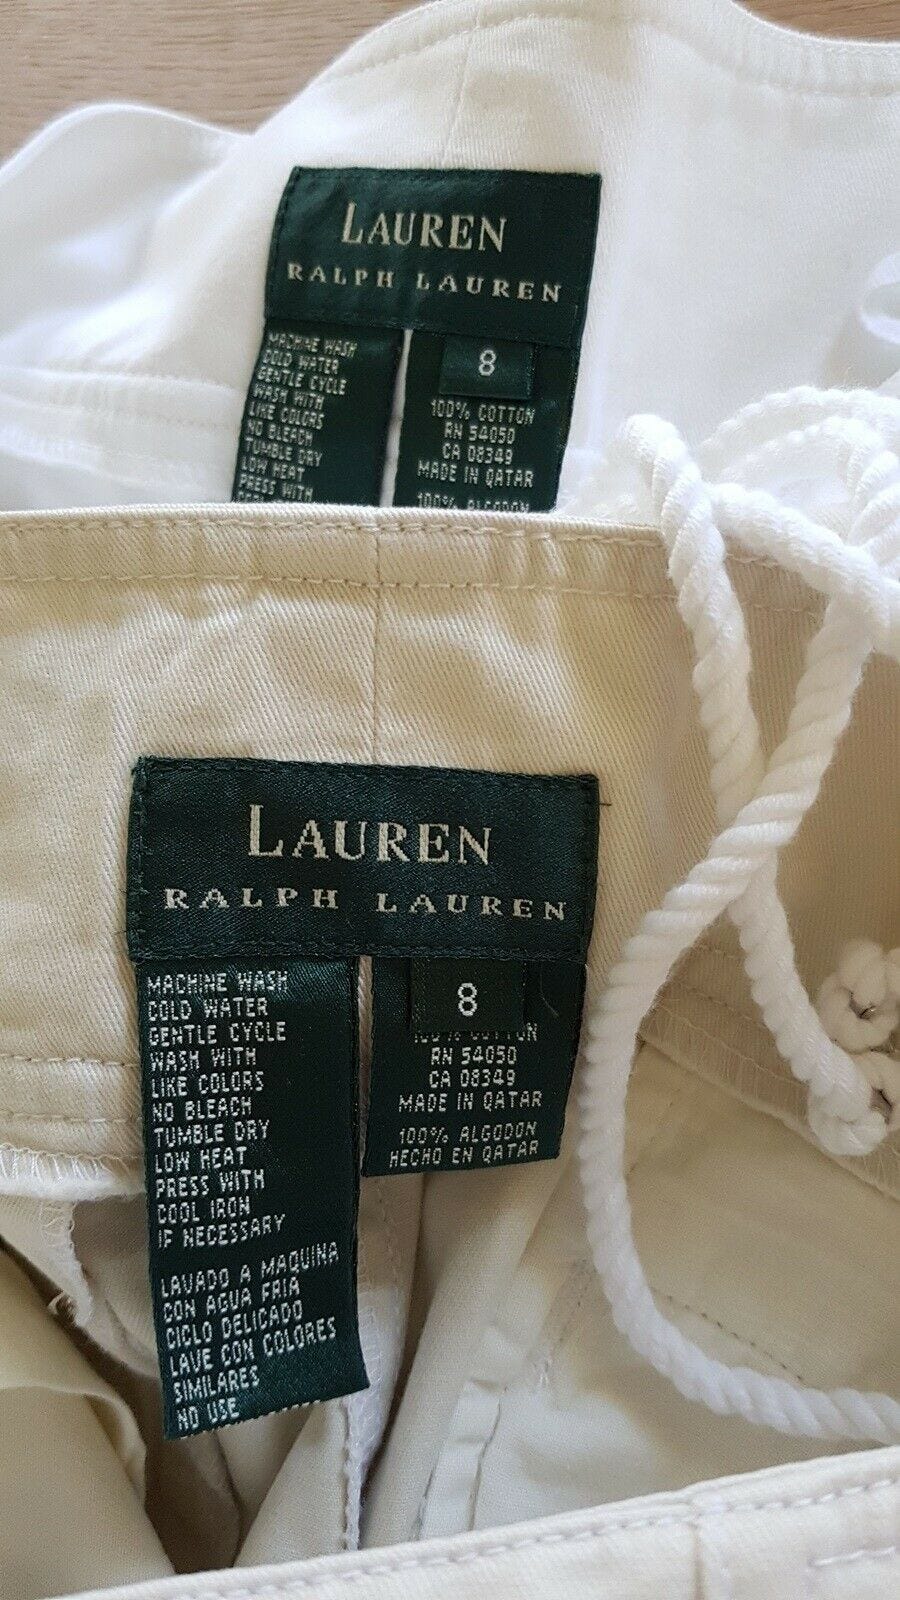 LAUREN
RALPH LAUREN
MACHINE WASH
COLD WATER
GENTLE CYCLE
WASH WITH
LIKE COLORS
NO BLEACH
TUMBLE DRY
LOW HEAT
PRESS WITH
8
100% COTTON
RN 54050
CA 08349
MADE IN QATAR
100% ALGODON
LAUREN
RALPH LAUREN
MACHINE WASH
COLD WATER
GENTLE CYCLE
WASH WITH
LIKE COLORS
NO BLEACH
TUMBLE DRY
LOW HEAT
PRESS WITH
COOL IRON
IF NECESSARY
LAVADO A MAQUINA
CON AGUA FRIA
CICLO DELICADO
LAVE CON COLORES
SIMILARES
NO USE
8
100% COTTON
RN 54050
CA 08349
MADE IN QATAR
100% ALGODON
HECHO EN QATAR